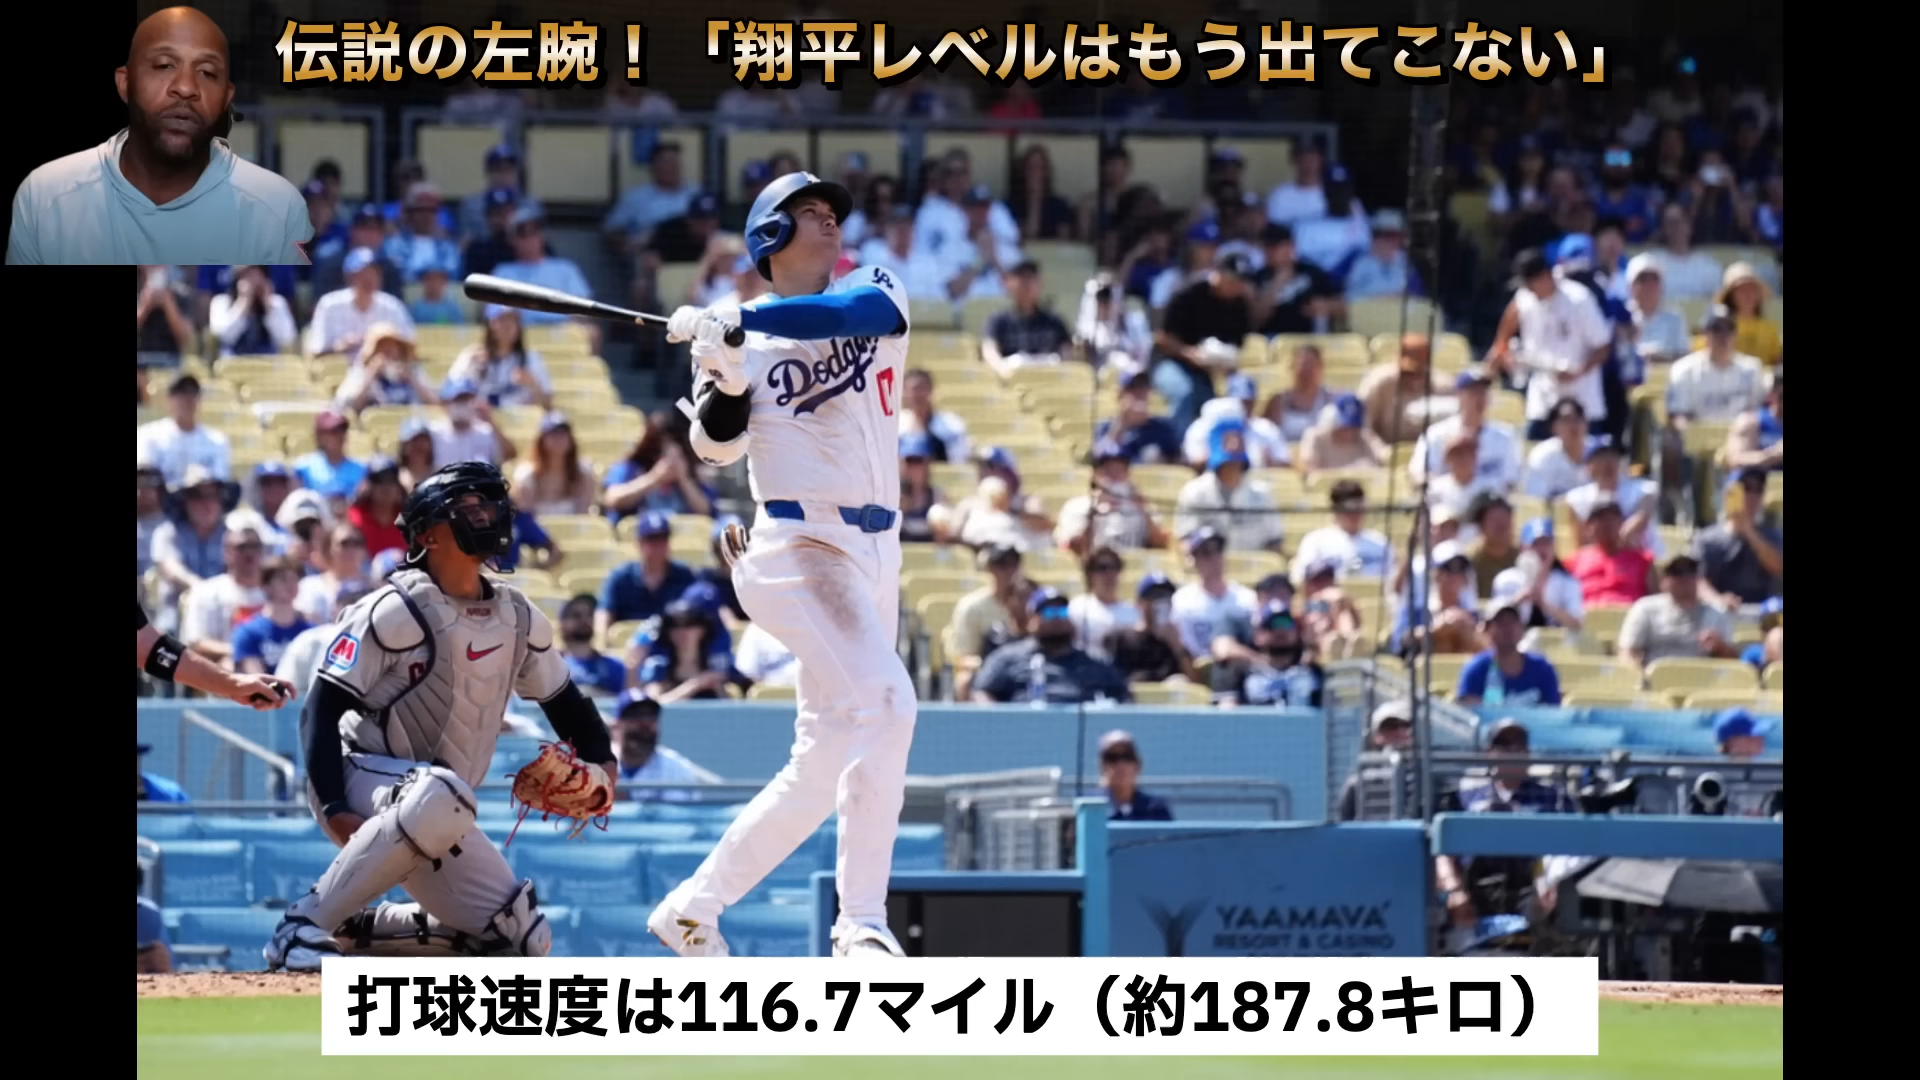 伝説の左腕！「翔平レベルはもう出てこない」
Dodgers
17
M
YAAMAVA'
RESORT & CASINO
打球速度は116.7マイル（約187.8キロ）